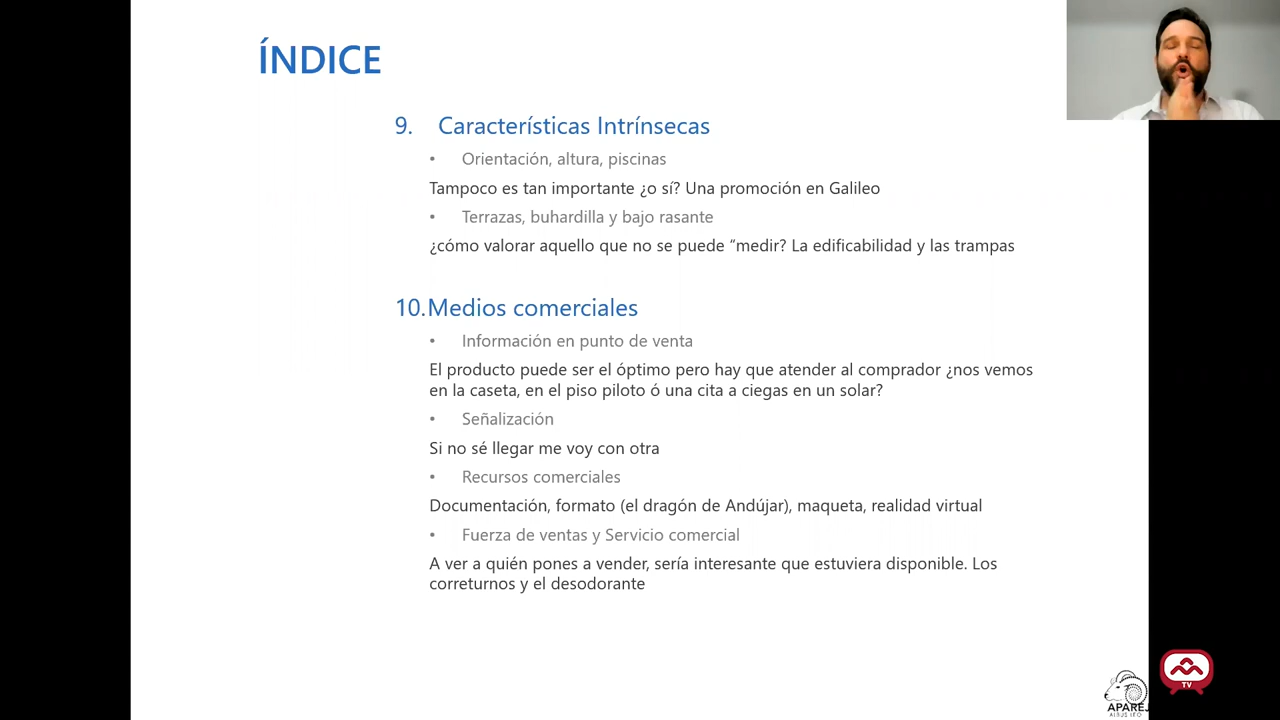 ÍNDICE
9. Características Intrínsecas
• Orientación, altura, piscinas
Tampoco es tan importante ¿o sí? Una promoción en Galileo
• Terrazas, buhardilla y bajo rasante
¿cómo valorar aquello que no se puede “medir? La edificabilidad y las trampas
10.Medios comerciales
• Información en punto de venta
El producto puede ser el óptimo pero hay que atender al comprador ¿nos vemos
en la caseta, en el piso piloto ó una cita a ciegas en un solar?
• Señalización
Si no sé llegar me voy con otra
• Recursos comerciales
Documentación, formato (el dragón de Andújar), maqueta, realidad virtual
• Fuerza de ventas y Servicio comercial
A ver a quién pones a vender, sería interesante que estuviera disponible. Los
correturnos y el desodorante
APAREJ
TV